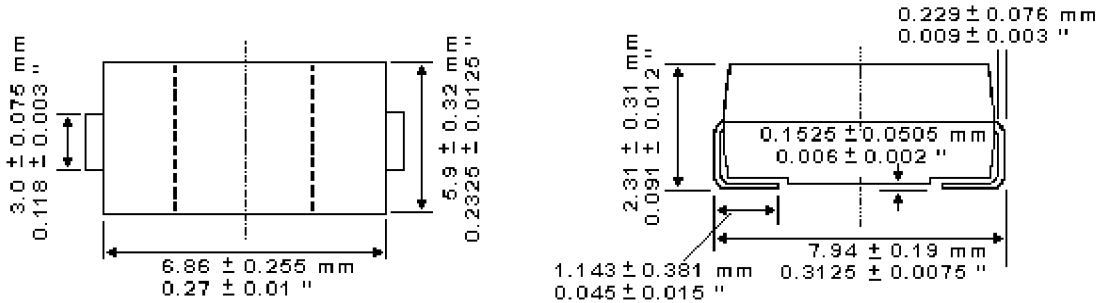 3.0 ± 0.075 mm
0.118 ± 0.003 "
5.9 ± 0.32 mm
0.2325 ± 0.0125 "
6.86 ± 0.255 mm
0.27 ± 0.01 "
0.229 ± 0.076 mm
0.009 ± 0.003 "
2.31 ± 0.31 mm
0.091 ± 0.012 "
0.1525 ± 0.0505 mm
0.006 ± 0.002 "
1.143 ± 0.381 mm
0.045 ± 0.015 "
7.94 ± 0.19 mm
0.3125 ± 0.0075 "